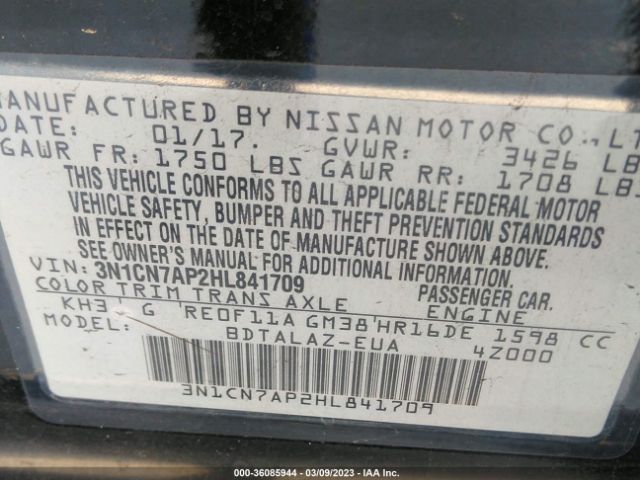 MANUFACTURED BY NISSAN MOTOR CO., LT
DATE: 01/17. GVWR: 3426 LB
GAWR FR: 1750 LBS GAWR RR: 1708 LBS
THIS VEHICLE CONFORMS TO ALL APPLICABLE FEDERAL MOTOR
VEHICLE SAFETY, BUMPER AND THEFT PREVENTION STANDARDS
IN EFFECT ON THE DATE OF MANUFACTURE SHOWN ABOVE.
SEE OWNER'S MANUAL FOR ADDITIONAL INFORMATION.
VIN: 3N1CN7AP2HL841709 PASSENGER CAR.
COLOR TRIM TRANS AXLE ENGINE
KH3 G RE0F11A GM38 HR16DE 1598 CC
MODEL: BDTALAZ-EUA 4Z000
3N1CN7AP2HL841709
000-36085944 - 03/09/2023 - IAA Inc.